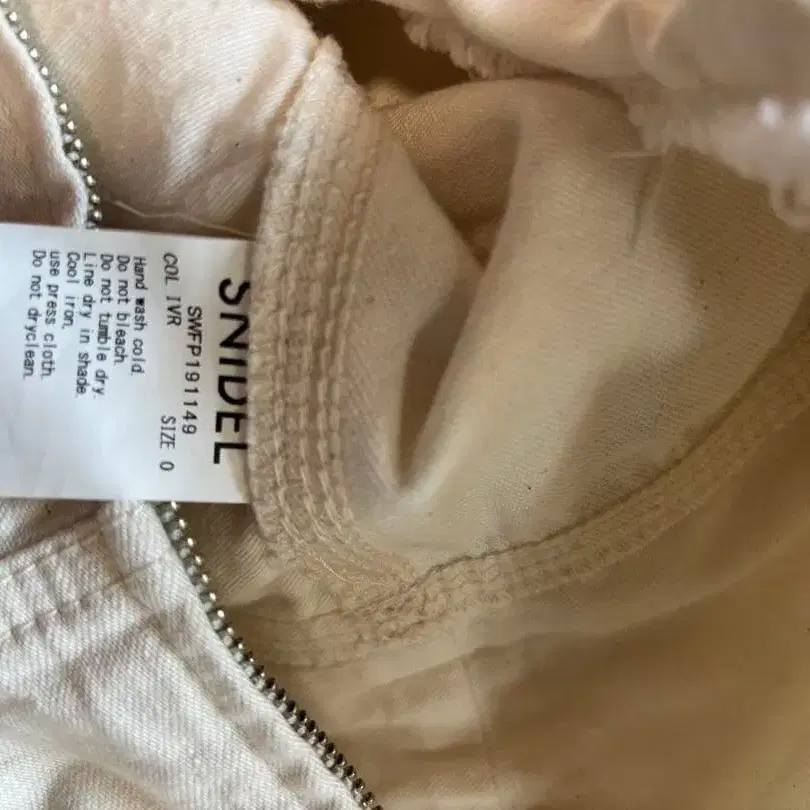 SNIDEL
SWFP191149
COL IVR SIZE 0
Hand wash cold.
Do not bleach.
Do not tumble dry.
Line dry in shade.
Cool iron,
use press cloth.
Do not dryclean.